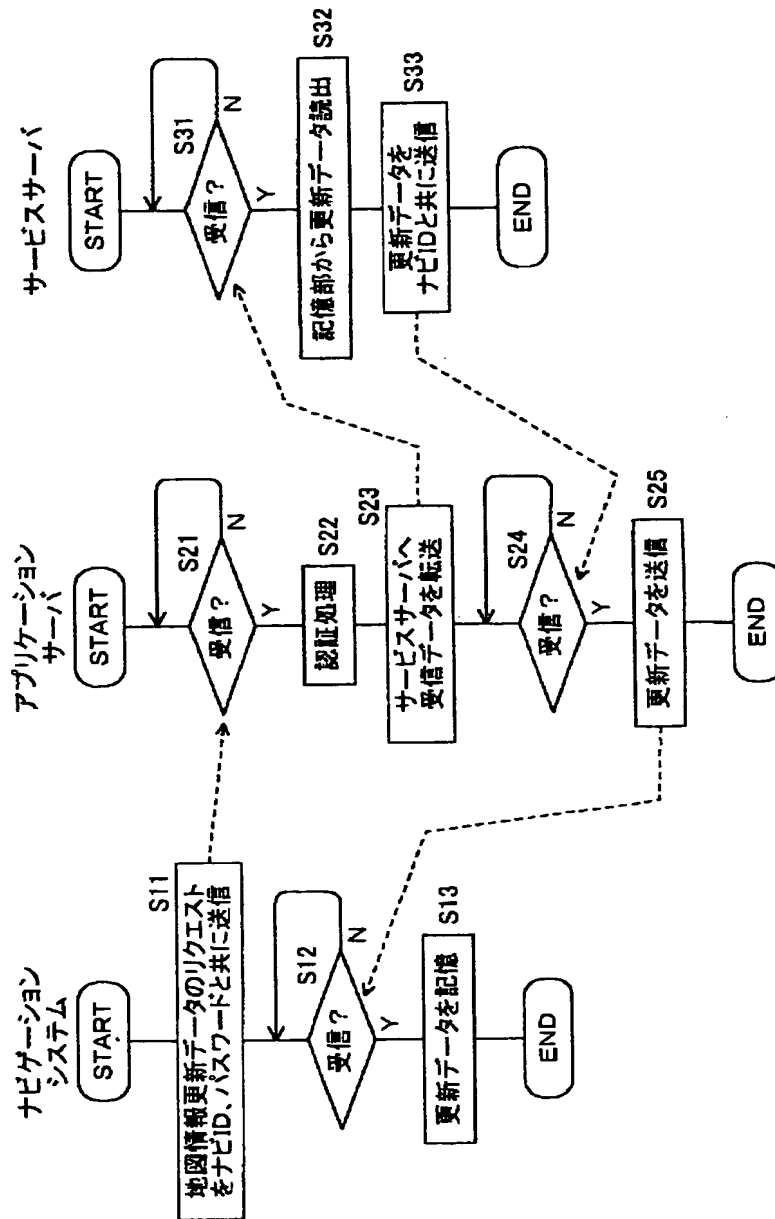 ナビゲーション
システム
START
地図情報更新データのリクエスト
をナビID、パスワードと共に送信
S11
受信?
S12
N
Y
更新データを記憶
S13
END
アプリケーション
サーバ
START
受信?
S21
N
Y
認証処理
S22
サービスサーバへ
受信データを転送
S23
受信?
S24
N
Y
更新データを送信
S25
END
サービスサーバ
START
受信?
S31
N
Y
記憶部から更新データ読出
S32
更新データを
ナビIDと共に送信
S33
END